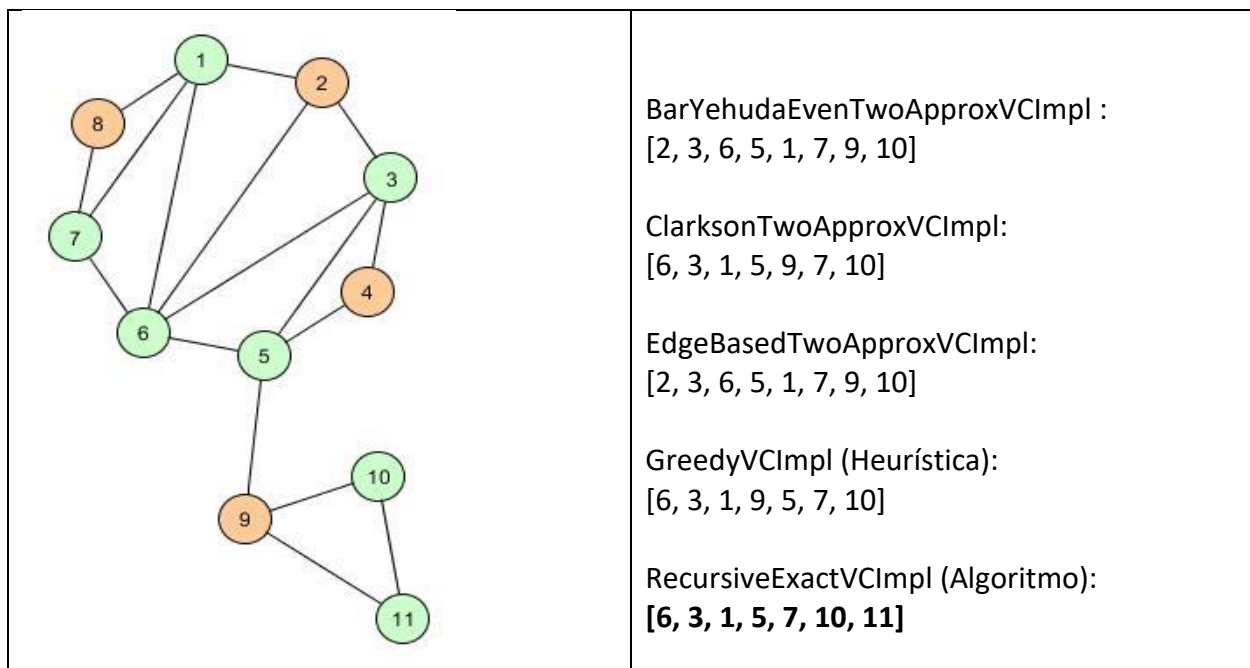 1
2
8
3
7
4
6
5
10
9
11
BarYehudaEvenTwoApproxVCImpl :
[2, 3, 6, 5, 1, 7, 9, 10]
ClarksonTwoApproxVCImpl:
[6, 3, 1, 5, 9, 7, 10]
EdgeBasedTwoApproxVCImpl:
[2, 3, 6, 5, 1, 7, 9, 10]
GreedyVCImpl (Heurística):
[6, 3, 1, 9, 5, 7, 10]
RecursiveExactVCImpl (Algoritmo):
[6, 3, 1, 5, 7, 10, 11]